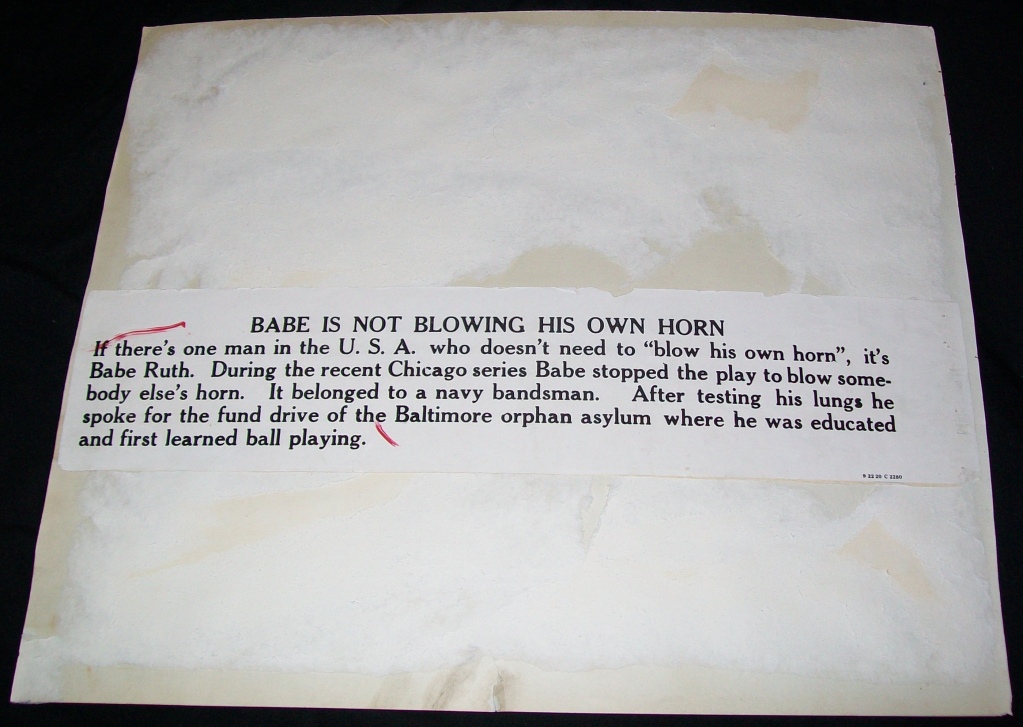 BABE IS NOT BLOWING HIS OWN HORN
If there's one man in the U. S. A. who doesn't need to "blow his own horn", it's
Babe Ruth. During the recent Chicago series Babe stopped the play to blow some-
body else's horn. It belonged to a navy bandsman. After testing his lungs he
spoke for the fund drive of the Baltimore orphan asylum where he was educated
and first learned ball playing.
9 22 20 C 2280